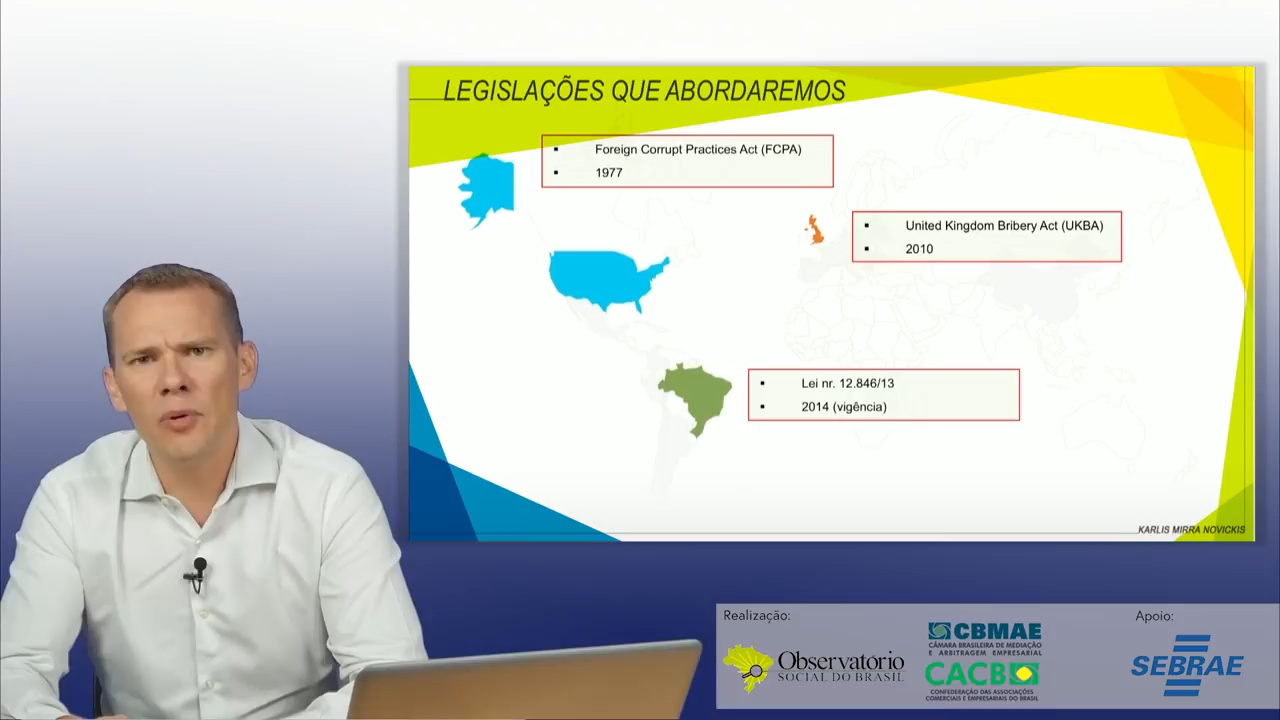 LEGISLAÇÕES QUE ABORDAREMOS
Foreign Corrupt Practices Act (FCPA)
1977
United Kingdom Bribery Act (UKBA)
2010
Lei nr. 12.846/13
2014 (vigência)
KARLIS MIRRA NOVICKIS
Realização:
Observatório
SOCIAL DO BRASIL
CBMAE
CÂMARA BRASILEIRA DE MEDIAÇÃO
E ARBITRAGEM EMPRESARIAL
CACB
CONFEDERAÇÃO DAS ASSOCIAÇÕES
COMERCIAIS E EMPRESARIAIS DO BRASIL
Apoio:
SEBRAE